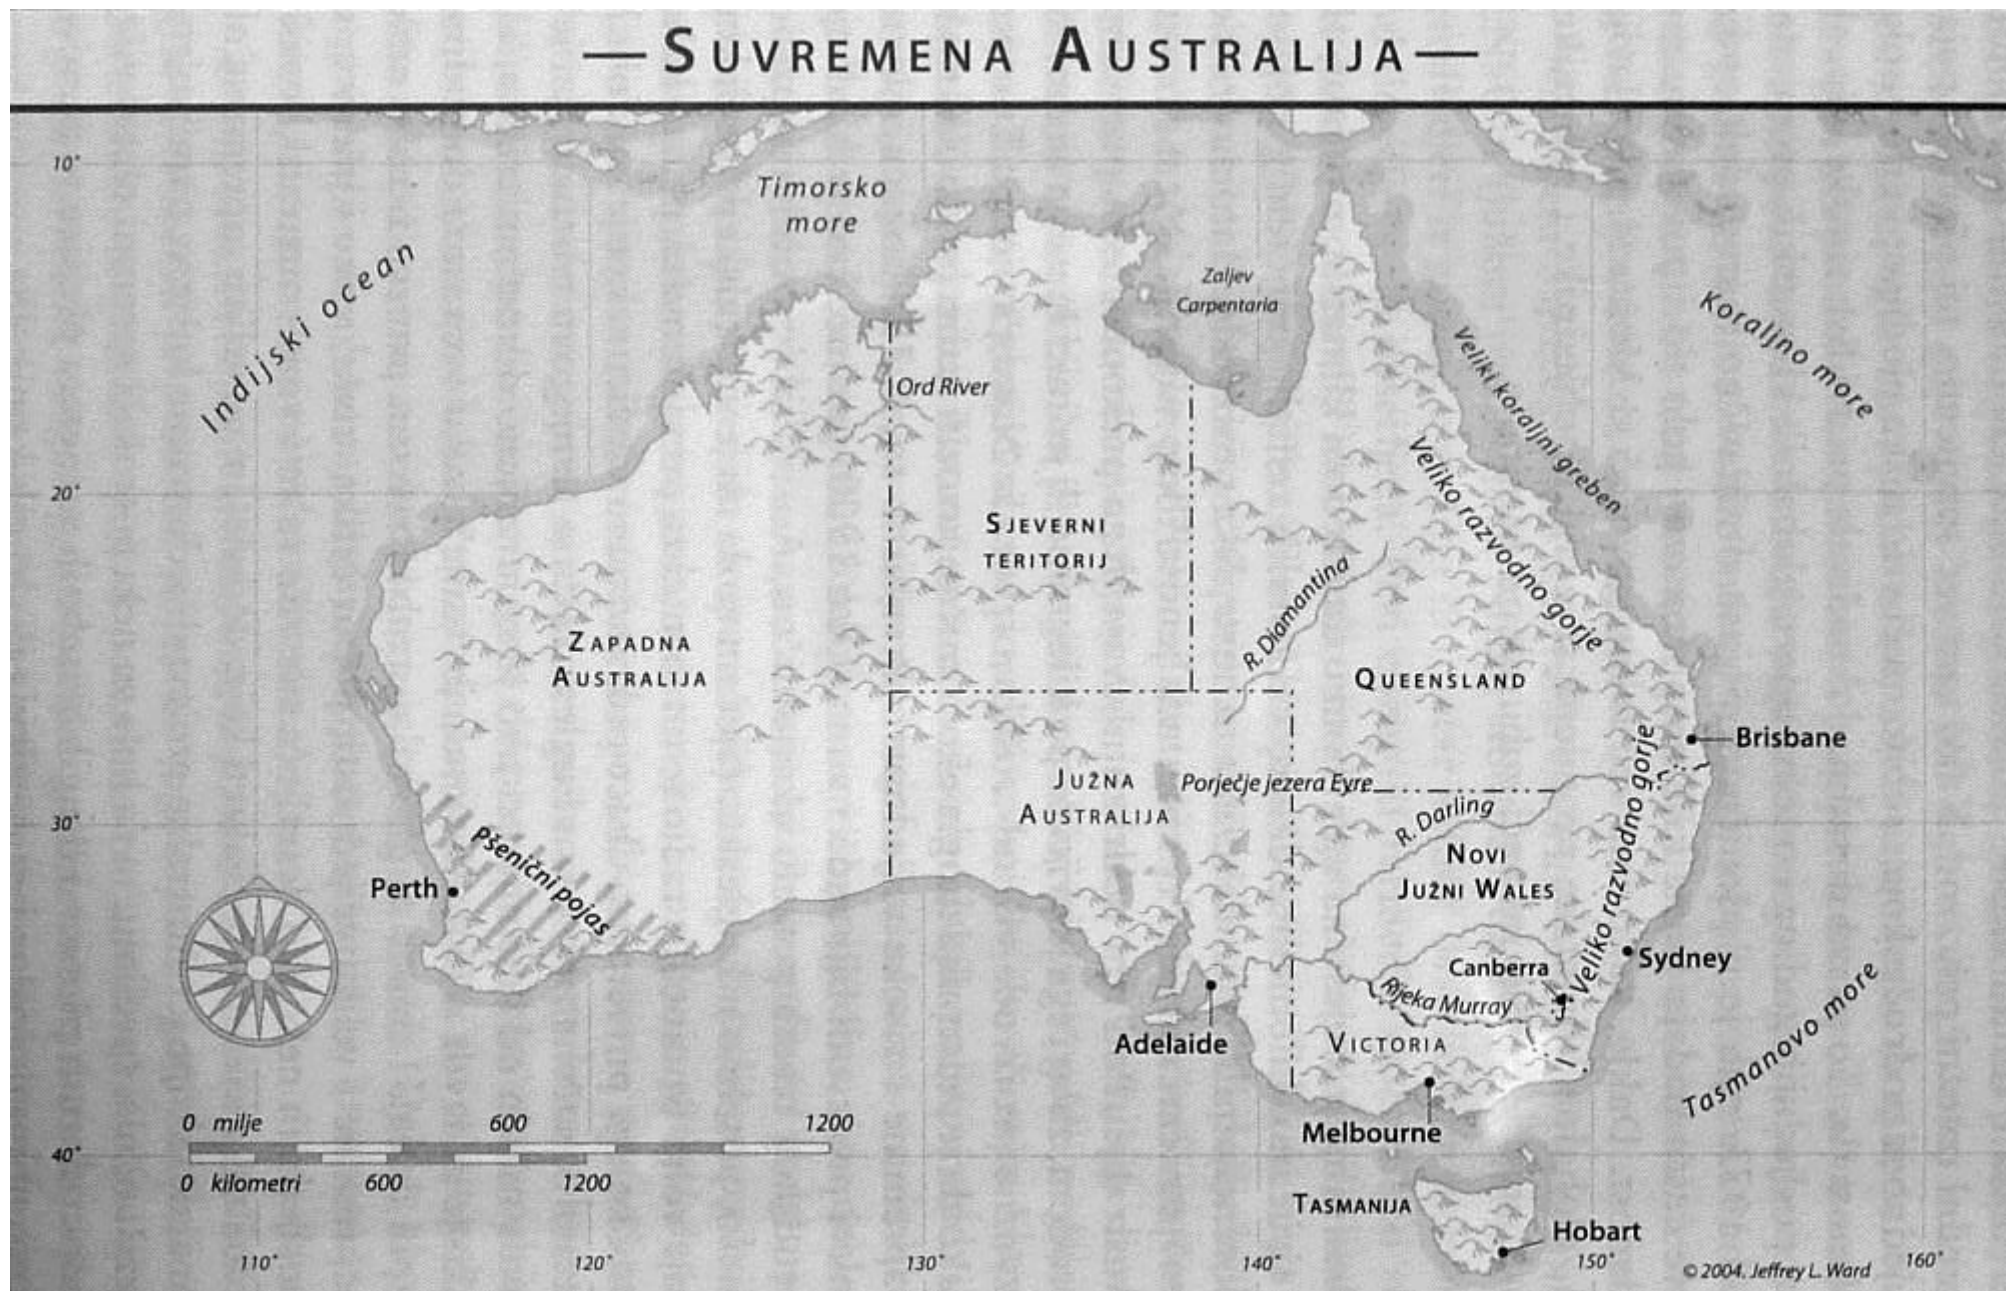 — SUVREMENA AUSTRALIJA —
10°
Timorsko
more
Indijski ocean
Zaljev
Carpentaria
Koraljno more
Veliki koraljni greben
Ord River
20°
Veliko razvodno gorje
SJEVERNI
TERITORIJ
R. Diamantina
ZAPADNA
AUSTRALIJA
QUEENSLAND
Brisbane
Veliko razvodno gorje
JUŽNA
AUSTRALIJA
Porječje jezera Eyre
30°
R. Darling
Pšenični pojas
NOVI
JUŽNI WALES
Perth
Sydney
Canberra
Rijeka Murray
Adelaide
VICTORIA
Tasmanovo more
0 milje 600 1200
Melbourne
40°
0 kilometri 600 1200
TASMANIJA
Hobart
110° 120° 130° 140° 150° 160°
© 2004. Jeffrey L. Ward